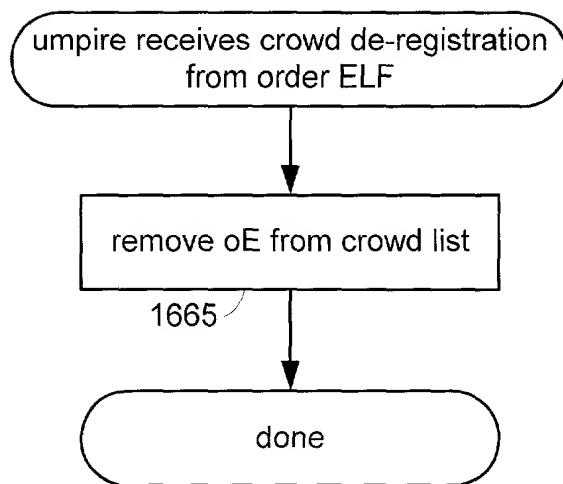 umpire receives crowd de-registration
from order ELF
remove oE from crowd list
1665
done